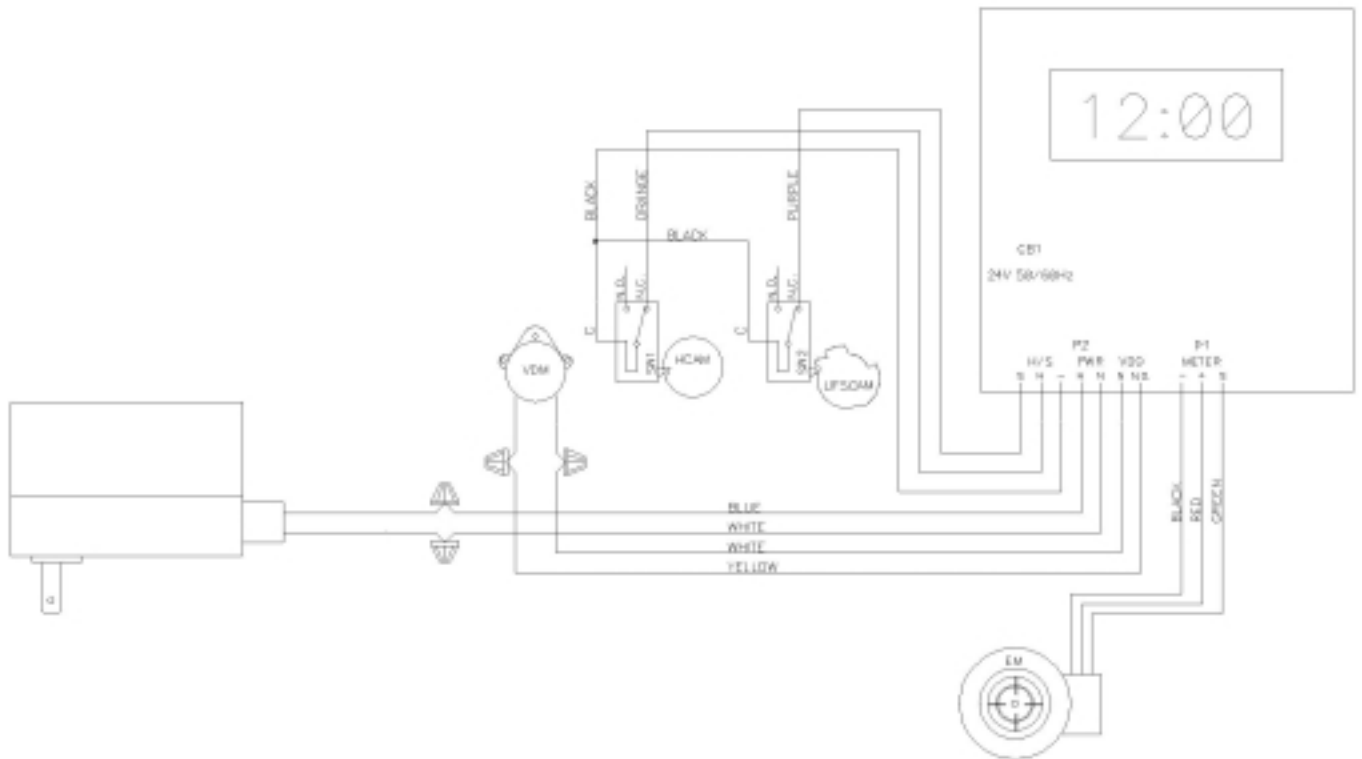 12:00
BLACK
ORANGE
PURPLE
BLACK
CB1
24V 50/60Hz
N.O.
N.C.
N.O.
N.C.
C
C
SW1
SW2
HCAM
VDM
P2
P1
H/S PWR VDO METER
BLUE
WHITE
WHITE
YELLOW
BLACK
RED
GREEN
EM